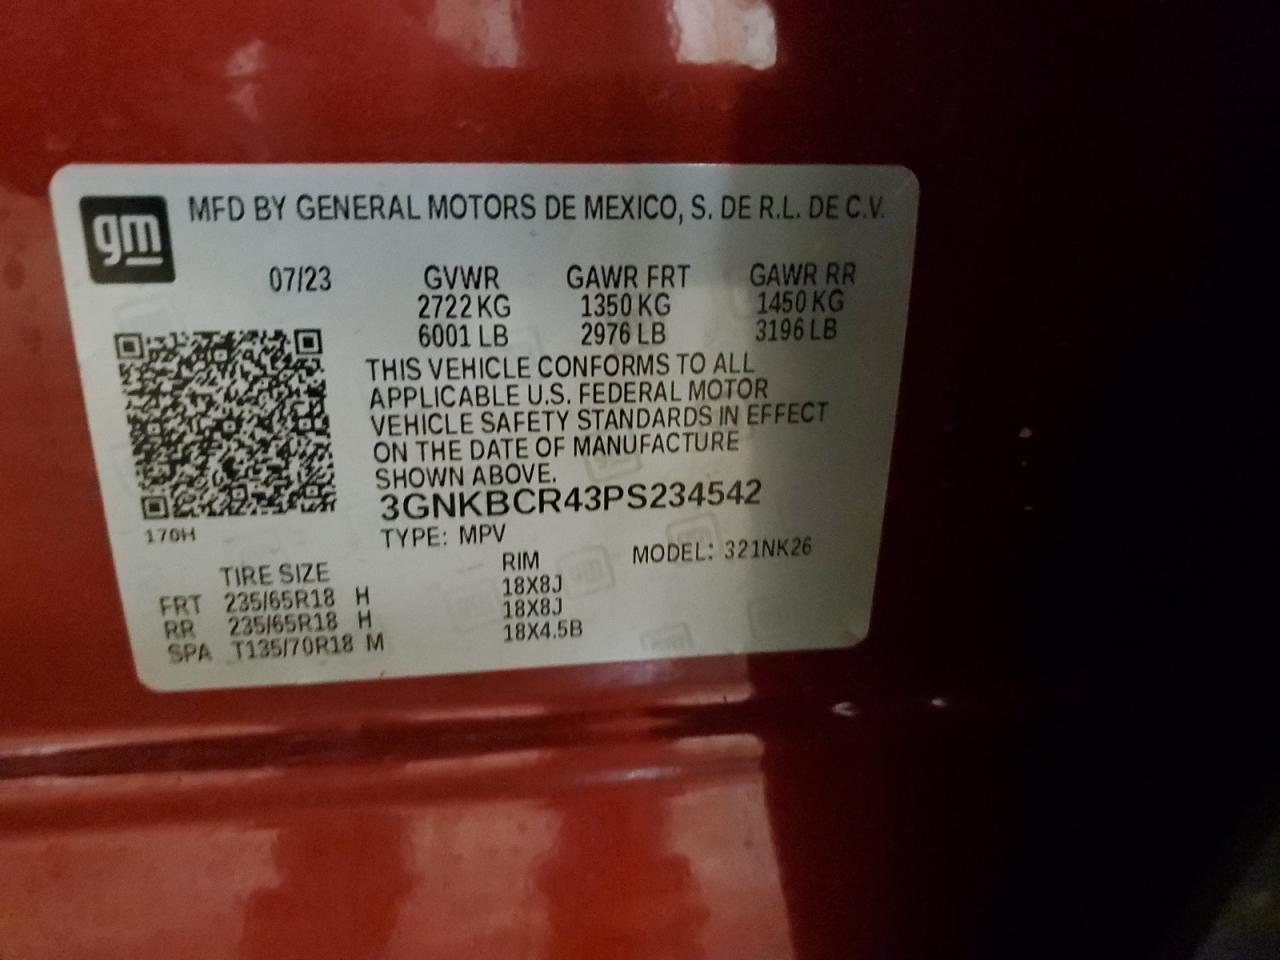 gm
MFD BY GENERAL MOTORS DE MEXICO, S. DE R.L. DE C.V.
07/23 GVWR GAWR FRT GAWR RR
2722 KG 1350 KG 1450 KG
6001 LB 2976 LB 3196 LB
THIS VEHICLE CONFORMS TO ALL
APPLICABLE U.S. FEDERAL MOTOR
VEHICLE SAFETY STANDARDS IN EFFECT
ON THE DATE OF MANUFACTURE
SHOWN ABOVE.
3GNKBCR43PS234542
170H
TYPE: MPV MODEL: 321NK26
TIRE SIZE RIM
FRT 235/65R18 H 18X8J
RR 235/65R18 H 18X8J
SPA T135/70R18 M 18X4.5B